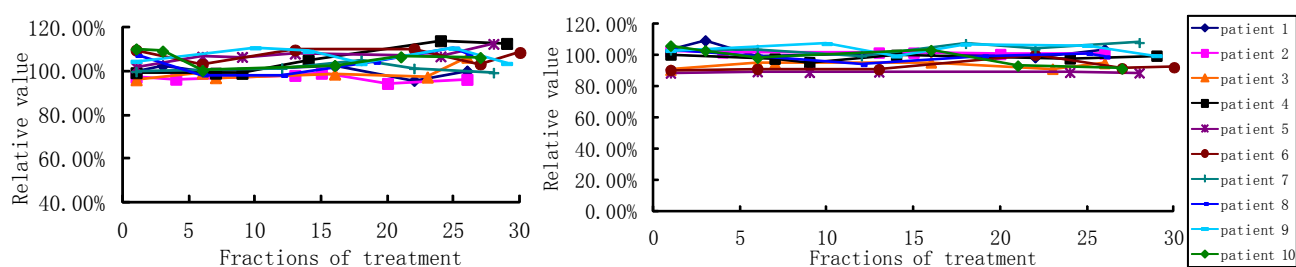 120.00%
100.00%
80.00%
60.00%
40.00%
Relative value
0 5 10 15 20 25 30
Fractions of treatment
120.00%
100.00%
80.00%
60.00%
40.00%
20.00%
0.00%
Relative value
0 5 10 15 20 25 30
Fractions of treatment
patient 1
patient 2
patient 3
patient 4
patient 5
patient 6
patient 7
patient 8
patient 9
patient 10